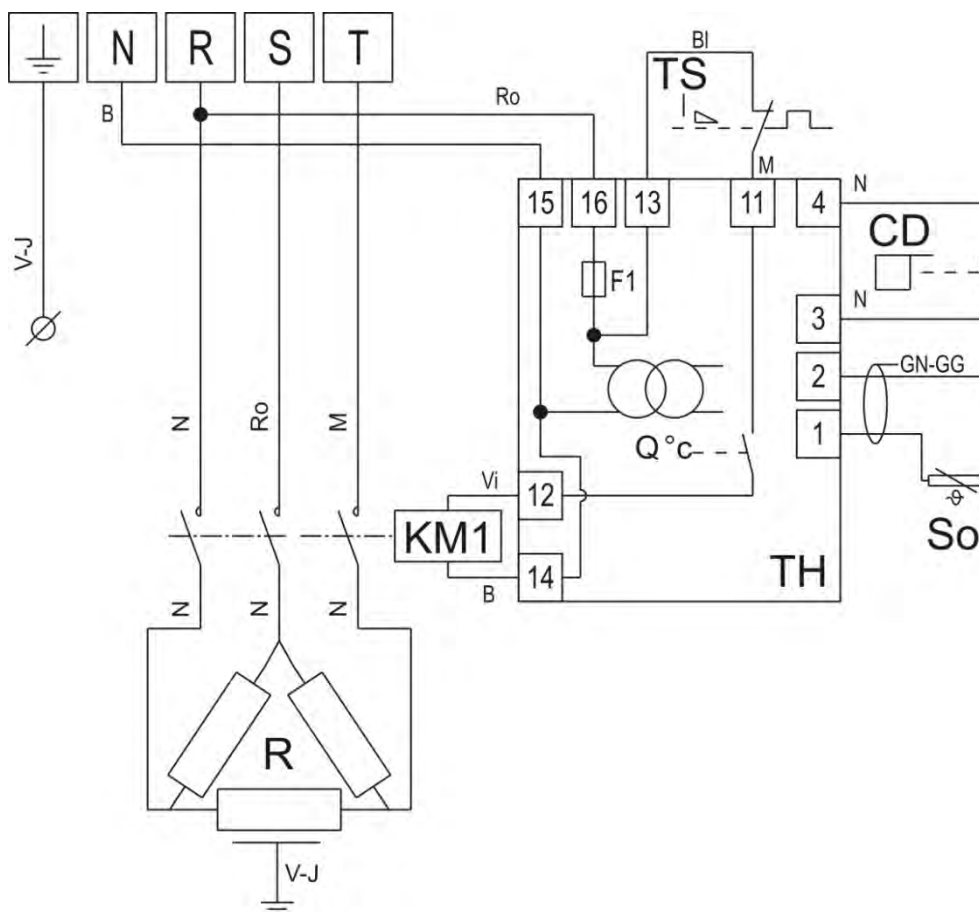 N R S T
Bl
TS
B
Ro
M
15 16 13 11 4 N
CD
V-J
F1
N
3
2 GN-GG
1
N Ro M
Q°c
Vi 12
KM1
So
TH
14
B
N N N
R
V-J